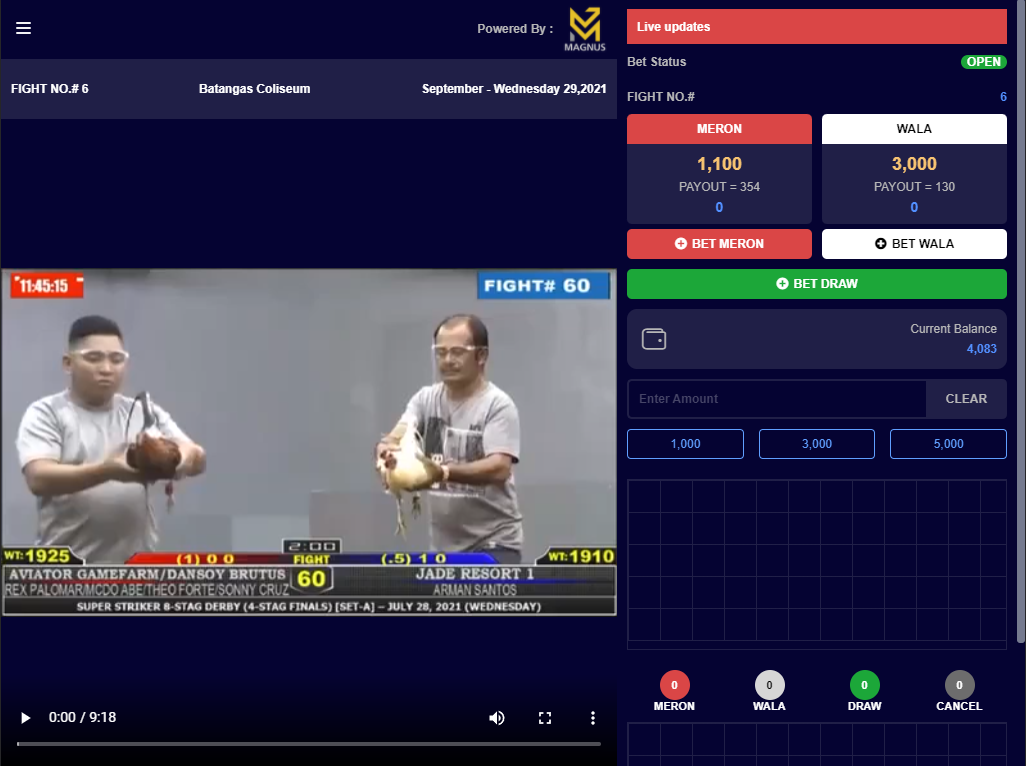 Powered By :
MAGNUS
FIGHT NO.# 6
Batangas Coliseum
September - Wednesday 29,2021
11:45:15
FIGHT# 60
WT:1925
(1) 0 0
2:00
FIGHT
60
(.5) 1 0
WT:1910
AVIATOR GAMEFARM/DANSOY BRUTUS
JADE RESORT 1
REX PALOMAR/MCDO ABE/THEO FORTE/SONNY CRUZ
ARMAN SANTOS
SUPER STRIKER 8-STAG DERBY (4-STAG FINALS) [SET-A] – JULY 28, 2021 (WEDNESDAY)
0:00 / 9:18
Live updates
Bet Status
OPEN
FIGHT NO.#
6
MERON
WALA
1,100
3,000
PAYOUT = 354
PAYOUT = 130
0
0
BET MERON
BET WALA
BET DRAW
Current Balance
4,083
Enter Amount
CLEAR
1,000
3,000
5,000
0
0
0
0
MERON
WALA
DRAW
CANCEL